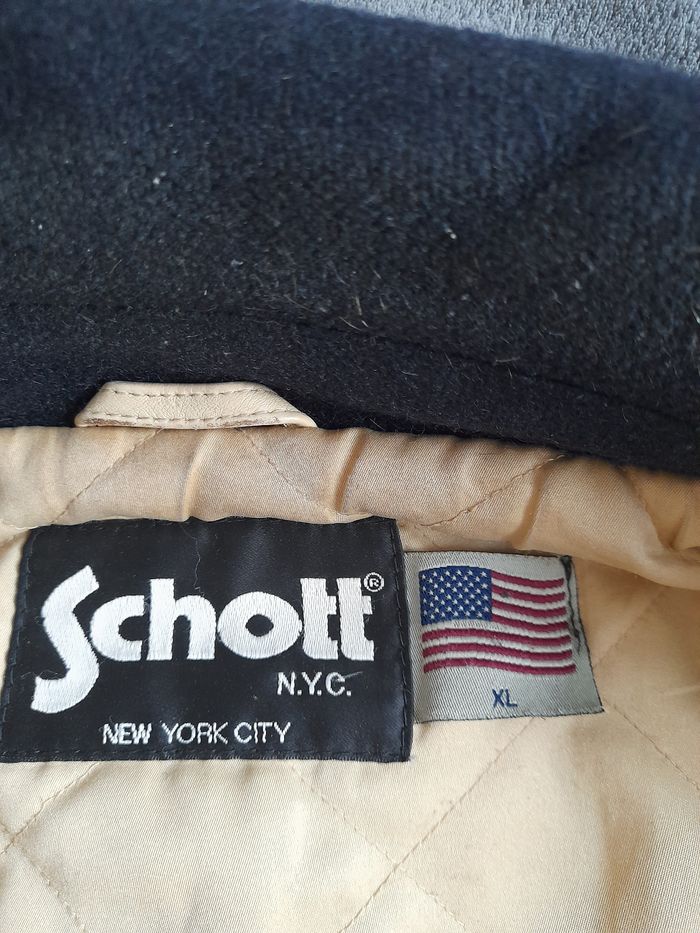 Schott®
N.Y.C.
NEW YORK CITY
XL